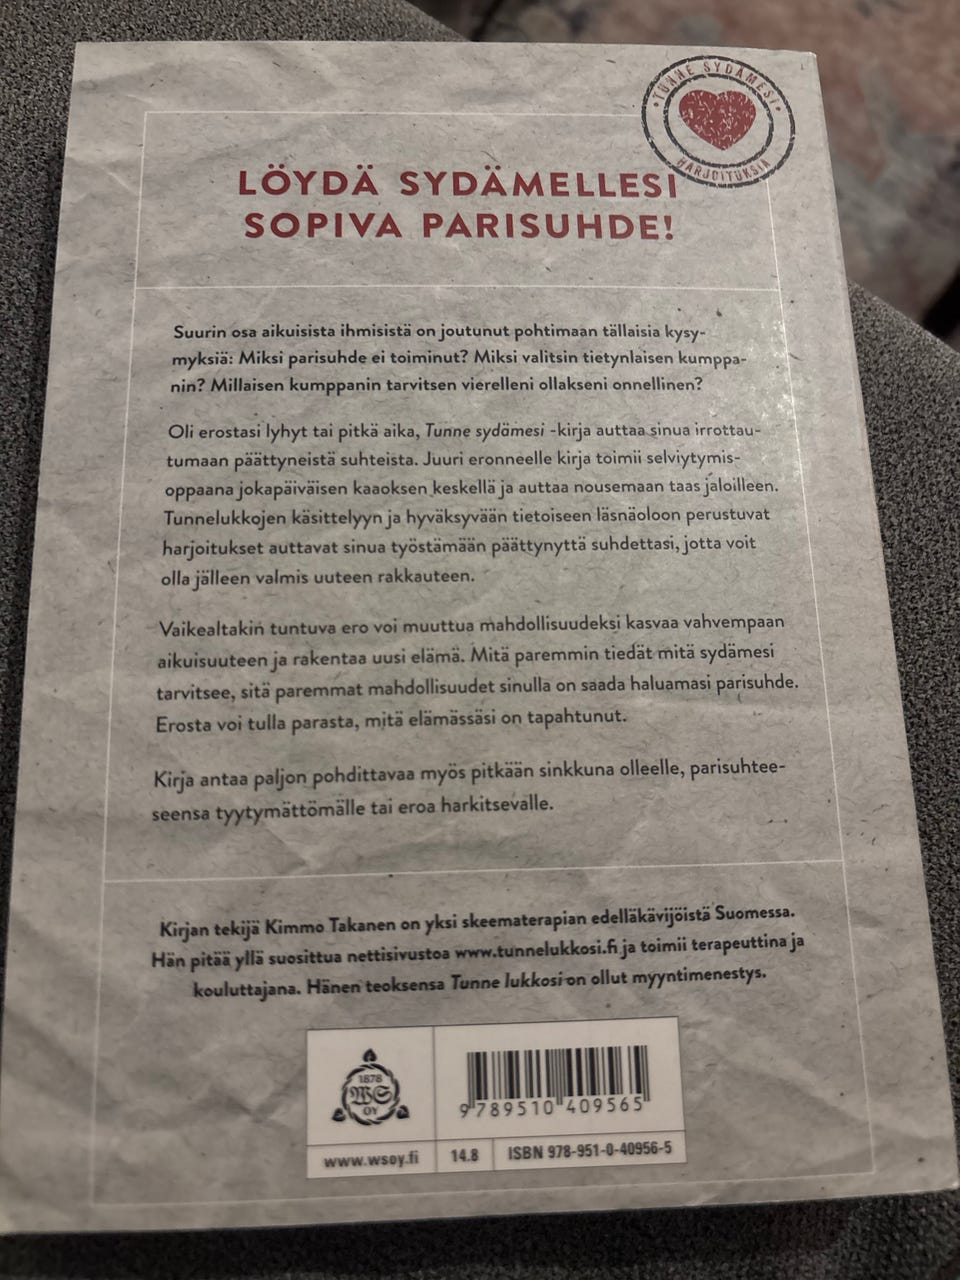 • TUNNE SYDÄMESI •
HARJOITUKSIA
LÖYDÄ SYDÄMELLESI
SOPIVA PARISUHDE!
Suurin osa aikuisista ihmisistä on joutunut pohtimaan tällaisia kysy-
myksiä: Miksi parisuhde ei toiminut? Miksi valitsin tietynlaisen kumppa-
nin? Millaisen kumppanin tarvitsen vierelleni ollakseni onnellinen?
Oli erostasi lyhyt tai pitkä aika, Tunne sydämesi -kirja auttaa sinua irrottau-
tumaan päättyneistä suhteista. Juuri eronneelle kirja toimii selviytymis-
oppaana jokapäiväisen kaaoksen keskellä ja auttaa nousemaan taas jaloilleen.
Tunnelukkojen käsittelyyn ja hyväksyvään tietoiseen läsnäoloon perustuvat
harjoitukset auttavat sinua työstämään päättynyttä suhdettasi, jotta voit
olla jälleen valmis uuteen rakkauteen.
Vaikealtakin tuntuva ero voi muuttua mahdollisuudeksi kasvaa vahvempaan
aikuisuuteen ja rakentaa uusi elämä. Mitä paremmin tiedät mitä sydämesi
tarvitsee, sitä paremmat mahdollisuudet sinulla on saada haluamasi parisuhde.
Erosta voi tulla parasta, mitä elämässäsi on tapahtunut.
Kirja antaa paljon pohdittavaa myös pitkään sinkkuna olleelle, parisuhtee-
seensa tyytymättömälle tai eroa harkitsevalle.
Kirjan tekijä Kimmo Takanen on yksi skeematerapian edelläkävijöistä Suomessa.
Hän pitää yllä suosittua nettisivustoa www.tunnelukkosi.fi ja toimii terapeuttina ja
kouluttajana. Hänen teoksensa Tunne lukkosi on ollut myyntimenestys.
1878
WS
OY
9 789510 409565
www.wsoy.fi
14.8
ISBN 978-951-0-40956-5